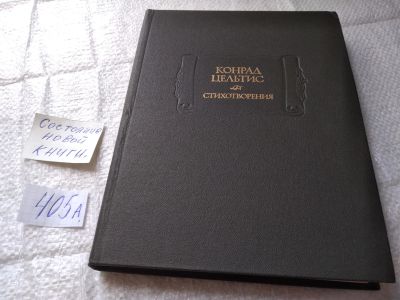 КОНРАД
ЦЕЛЬТИС
СТИХОТВОРЕНИЯ
Состояние
новой
книги.
405А